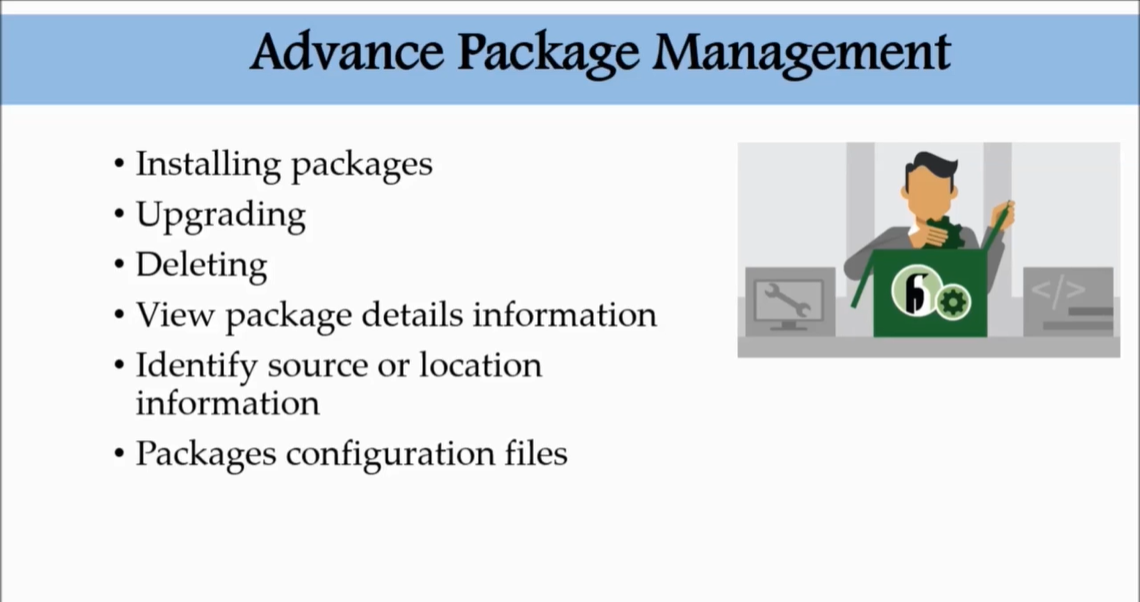 Advance Package Management
• Installing packages
• Upgrading
• Deleting
• View package details information
• Identify source or location
information
• Packages configuration files
</>